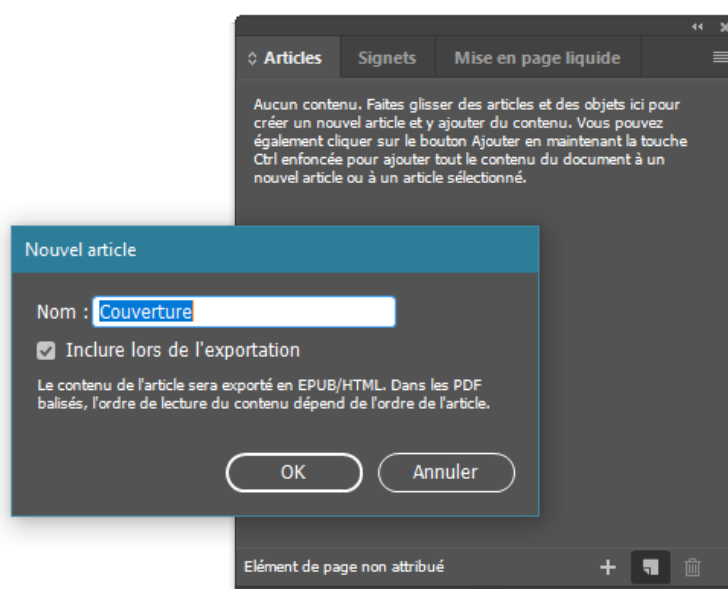 Articles Signets Mise en page liquide
Aucun contenu. Faites glisser des articles et des objets ici pour
créer un nouvel article et y ajouter du contenu. Vous pouvez
également cliquer sur le bouton Ajouter en maintenant la touche
Ctrl enfoncée pour ajouter tout le contenu du document à un
nouvel article ou à un article sélectionné.
Nouvel article
Nom : Couverture
Inclure lors de l'exportation
Le contenu de l'article sera exporté en EPUB/HTML. Dans les PDF
balisés, l'ordre de lecture du contenu dépend de l'ordre de l'article.
OK Annuler
Elément de page non attribué